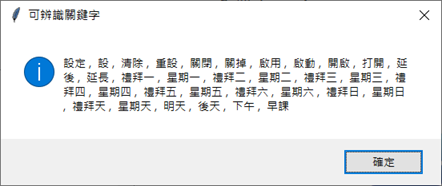 可辨識關鍵字
設定 , 設 , 清除 , 重設 , 關閉 , 關掉 , 啟用 , 啟動 , 開啟 , 打開 , 延
後 , 延長 , 禮拜一 , 星期一 , 禮拜二 , 星期二 , 禮拜三 , 星期三 , 禮
拜四 , 星期四 , 禮拜五 , 星期五 , 禮拜六 , 星期六 , 禮拜日 , 星期日
, 禮拜天 , 星期天 , 明天 , 後天 , 下午 , 早課
確定